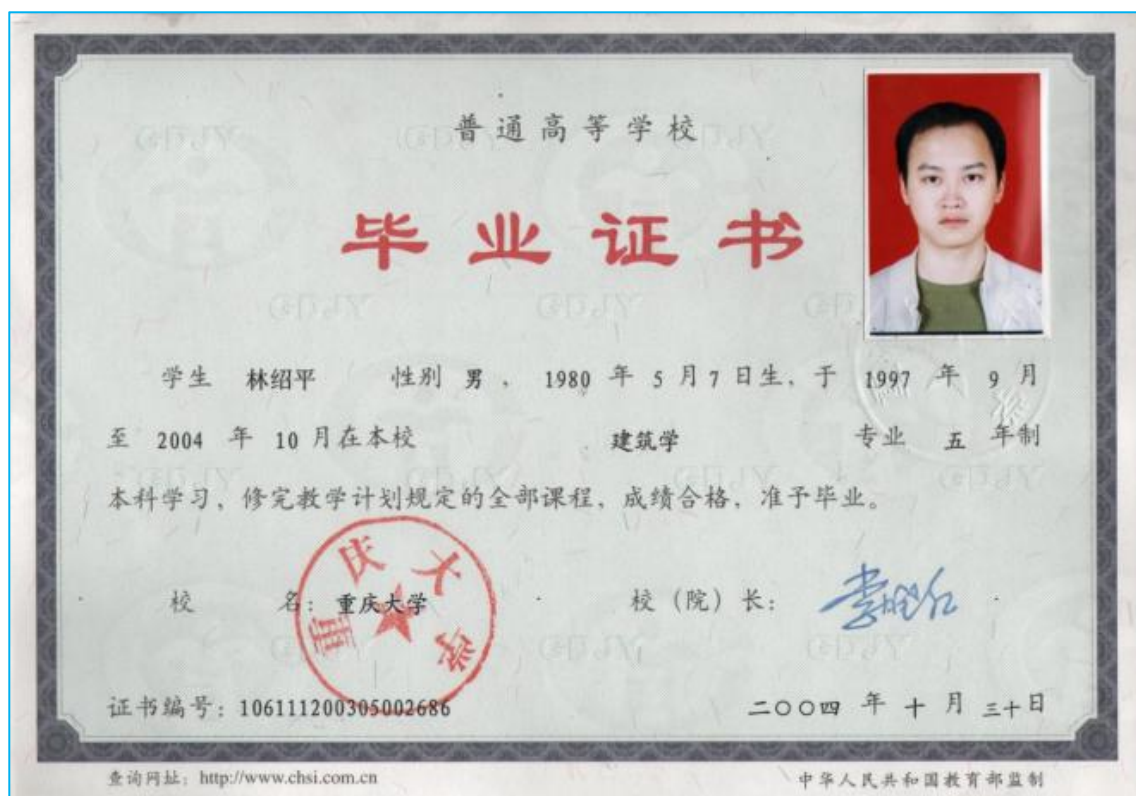 普通高等学校
毕业证书
学生 林绍平 性别 男 ， 1980 年 5 月 7 日生，于 1997 年 9 月
至 2004 年 10 月在本校 建筑学 专业 五 年制
本科学习，修完教学计划规定的全部课程，成绩合格，准予毕业。
重庆大学
校 名：重庆大学 校（院）长：
证书编号：106111200305002686 二〇〇四 年 十 月 三十日
查询网址：http://www.chsi.com.cn 中华人民共和国教育部监制